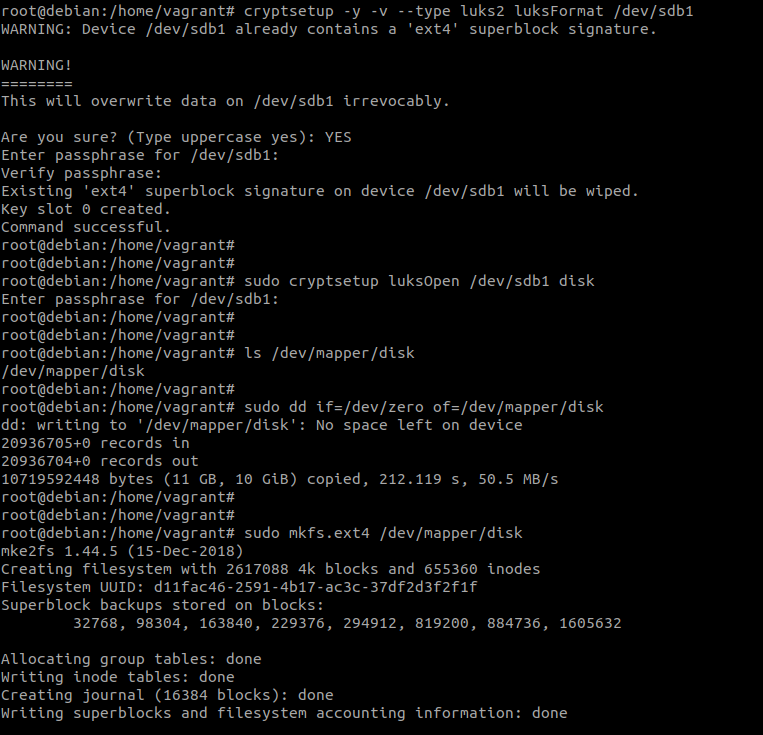 root@debian:/home/vagrant# cryptsetup -y -v --type luks2 luksFormat /dev/sdb1
WARNING: Device /dev/sdb1 already contains a 'ext4' superblock signature.
WARNING!
========
This will overwrite data on /dev/sdb1 irrevocably.
Are you sure? (Type uppercase yes): YES
Enter passphrase for /dev/sdb1:
Verify passphrase:
Existing 'ext4' superblock signature on device /dev/sdb1 will be wiped.
Key slot 0 created.
Command successful.
root@debian:/home/vagrant#
root@debian:/home/vagrant#
root@debian:/home/vagrant# sudo cryptsetup luksOpen /dev/sdb1 disk
Enter passphrase for /dev/sdb1:
root@debian:/home/vagrant#
root@debian:/home/vagrant#
root@debian:/home/vagrant# ls /dev/mapper/disk
/dev/mapper/disk
root@debian:/home/vagrant#
root@debian:/home/vagrant# sudo dd if=/dev/zero of=/dev/mapper/disk
dd: writing to '/dev/mapper/disk': No space left on device
20936705+0 records in
20936704+0 records out
10719592448 bytes (11 GB, 10 GiB) copied, 212.119 s, 50.5 MB/s
root@debian:/home/vagrant#
root@debian:/home/vagrant#
root@debian:/home/vagrant# sudo mkfs.ext4 /dev/mapper/disk
mke2fs 1.44.5 (15-Dec-2018)
Creating filesystem with 2617088 4k blocks and 655360 inodes
Filesystem UUID: d11fac46-2591-4b17-ac3c-37df2d3f2f1f
Superblock backups stored on blocks:
32768, 98304, 163840, 229376, 294912, 819200, 884736, 1605632
Allocating group tables: done
Writing inode tables: done
Creating journal (16384 blocks): done
Writing superblocks and filesystem accounting information: done